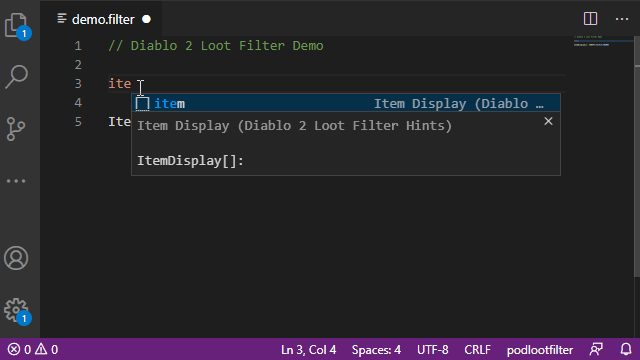 demo.filter
1
1 // Diablo 2 Loot Filter Demo
2
3 ite
item Item Display (Diablo …
4
Item Display (Diablo 2 Loot Filter Hints)
5 Ite
ItemDisplay[]:
1
0 0 Ln 3, Col 4 Spaces: 4 UTF-8 CRLF podlootfilter